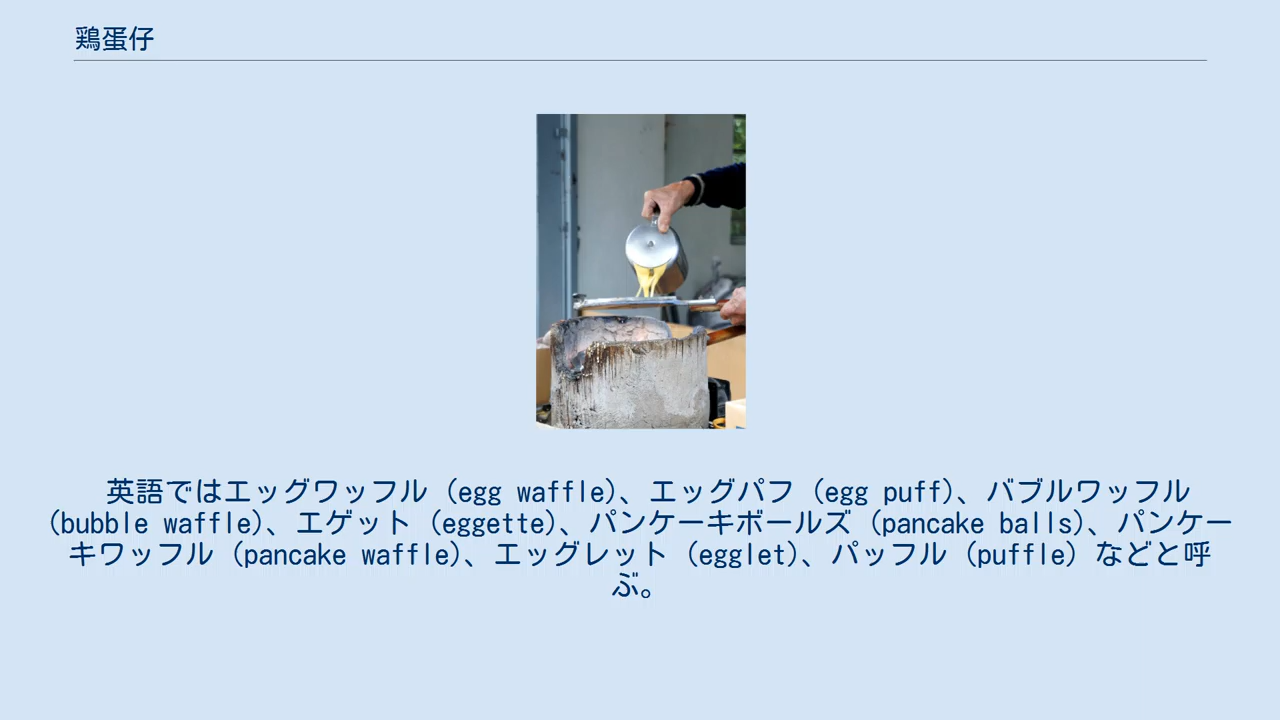 鶏蛋仔
英語ではエッグワッフル（egg waffle）、エッグパフ（egg puff）、バブルワッフル
（bubble waffle）、エゲット（eggette）、パンケーキボールズ（pancake balls）、パンケー
キワッフル（pancake waffle）、エッグレット（egglet）、パッフル（puffle）などと呼
ぶ。